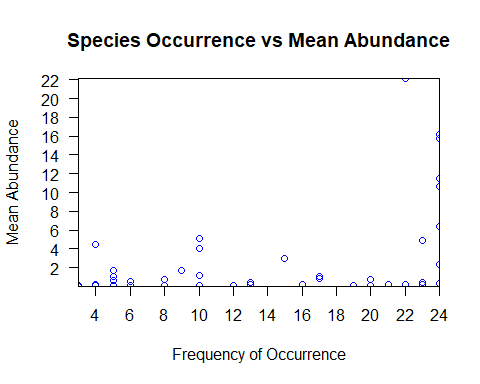 Species Occurrence vs Mean Abundance
22
20
18
16
14
12
10
8
6
4
2
Mean Abundance
4 6 8 10 12 14 16 18 20 22 24
Frequency of Occurrence